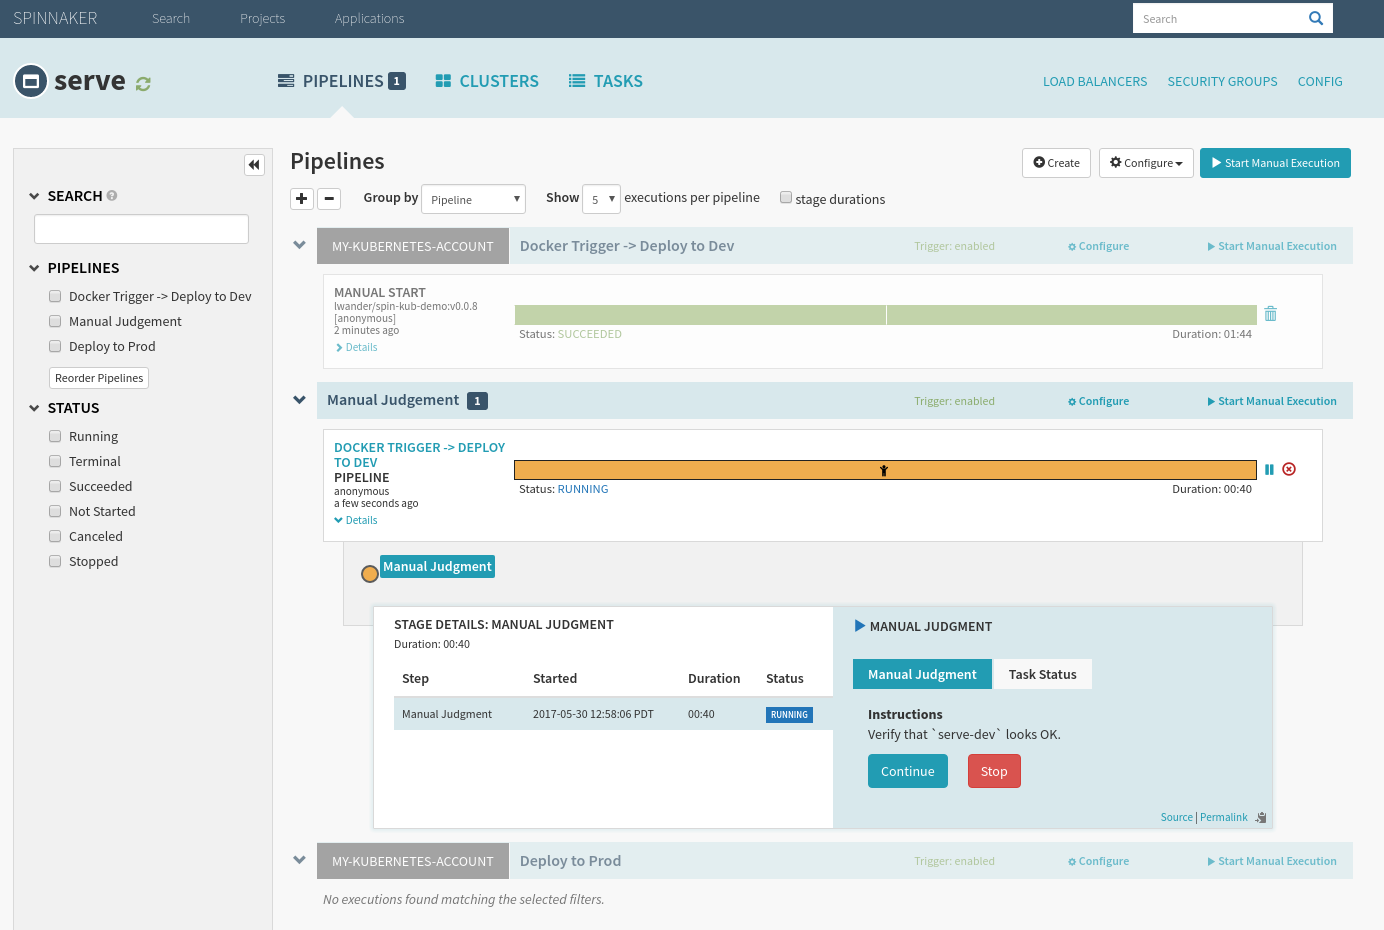 SPINNAKER Search Projects Applications Search
serve PIPELINES 1 CLUSTERS TASKS LOAD BALANCERS SECURITY GROUPS CONFIG
SEARCH ?
PIPELINES
Docker Trigger -> Deploy to Dev
Manual Judgement
Deploy to Prod
Reorder Pipelines
STATUS
Running
Terminal
Succeeded
Not Started
Canceled
Stopped
Pipelines Create Configure Start Manual Execution
Group by Pipeline Show 5 executions per pipeline stage durations
MY-KUBERNETES-ACCOUNT Docker Trigger -> Deploy to Dev Trigger: enabled Configure Start Manual Execution
MANUAL START
lwander/spin-kub-demo:v0.0.8
[anonymous]
2 minutes ago
Details
Status: SUCCEEDED Duration: 01:44
Manual Judgement 1 Trigger: enabled Configure Start Manual Execution
DOCKER TRIGGER -> DEPLOY
TO DEV
PIPELINE
anonymous
a few seconds ago
Details
Status: RUNNING Duration: 00:40
Manual Judgment
STAGE DETAILS: MANUAL JUDGMENT
Duration: 00:40
Step Started Duration Status
Manual Judgment 2017-05-30 12:58:06 PDT 00:40 RUNNING
MANUAL JUDGMENT
Manual Judgment Task Status
Instructions
Verify that `serve-dev` looks OK.
Continue Stop
Source | Permalink
MY-KUBERNETES-ACCOUNT Deploy to Prod Trigger: enabled Configure Start Manual Execution
No executions found matching the selected filters.